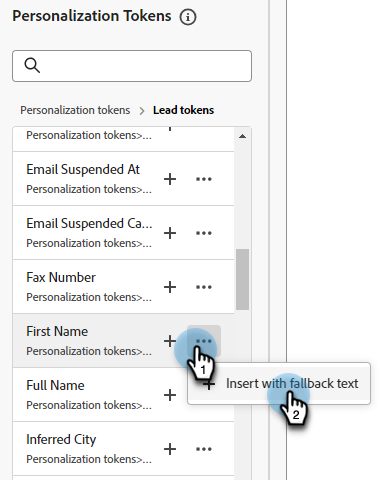 Personalization Tokens
Personalization tokens > Lead tokens
Personalization tokens>...
Email Suspended At
Personalization tokens>...
Email Suspended Ca...
Personalization tokens>...
Fax Number
Personalization tokens>...
First Name
Personalization tokens>...
1
Insert with fallback text
2
Full Name
Personalization tokens>...
Inferred City
Personalization tokens>...